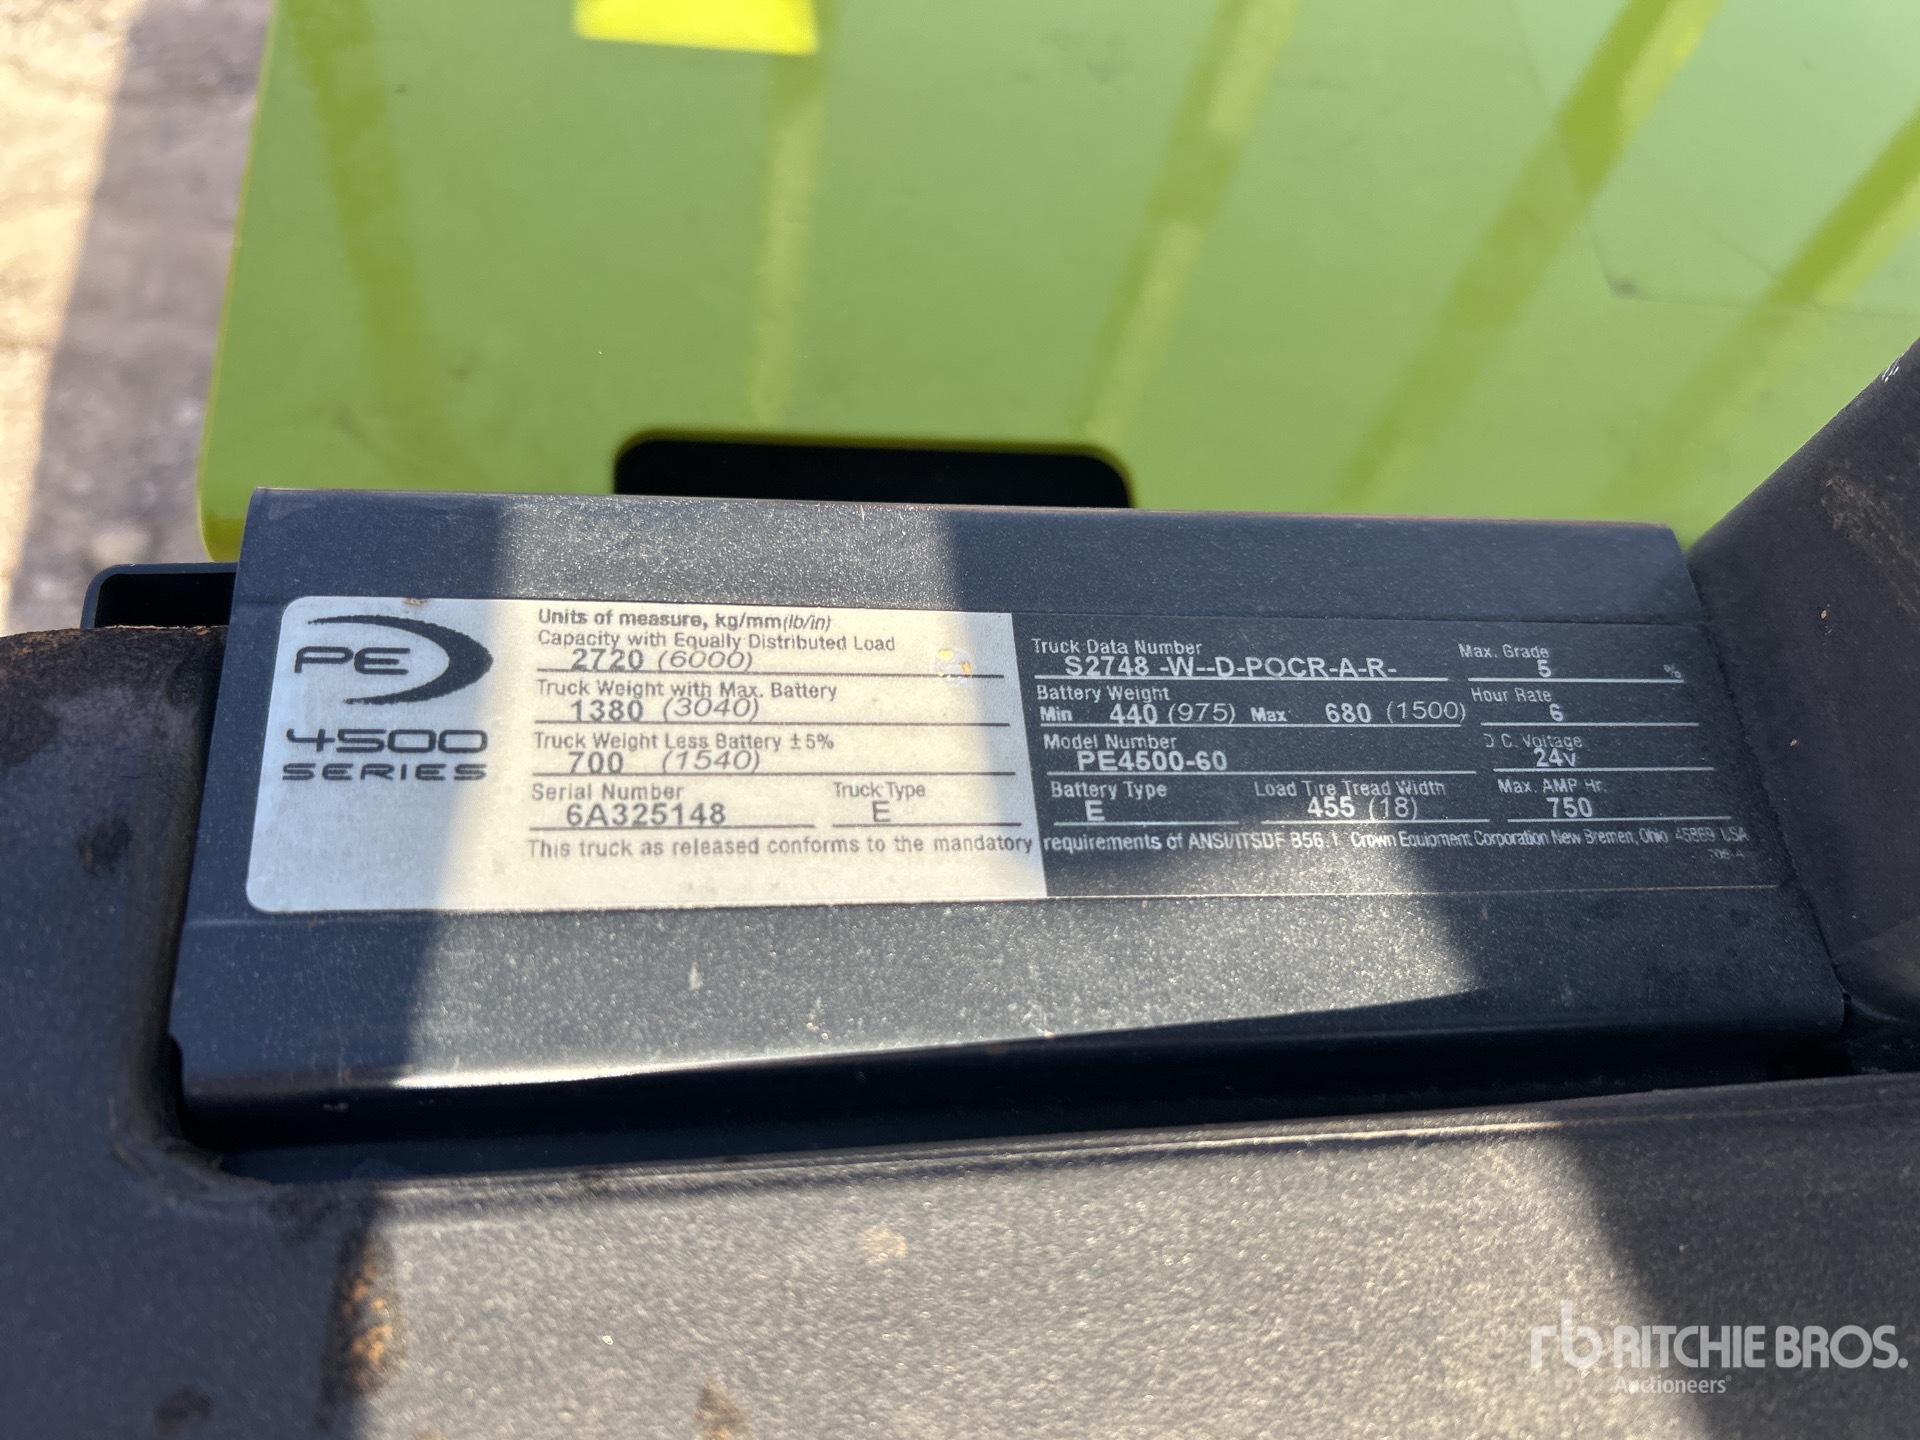 PE
4500
SERIES
Units of measure, kg/mm(lb/in)
Capacity with Equally Distributed Load
2720 (6000)
Truck Weight with Max. Battery
1380 (3040)
Truck Weight Less Battery ±5%
700 (1540)
Serial Number Truck Type
6A325148 E
Truck Data Number Max. Grade
S2748 -W--D-POCR-A-R- 5 %
Battery Weight Hour Rate
Min 440 (975) Max 680 (1500) 6
Model Number D.C. Voltage
PE4500-60 24V
Battery Type Load Tire Tread Width Max. AMP Hr.
E 455 (18) 750
This truck as released conforms to the mandatory requirements of ANSI/ITSDF B56.1 Crown Equipment Corporation New Bremen, Ohio 45869 USA
rb RITCHIE BROS.
Auctioneers